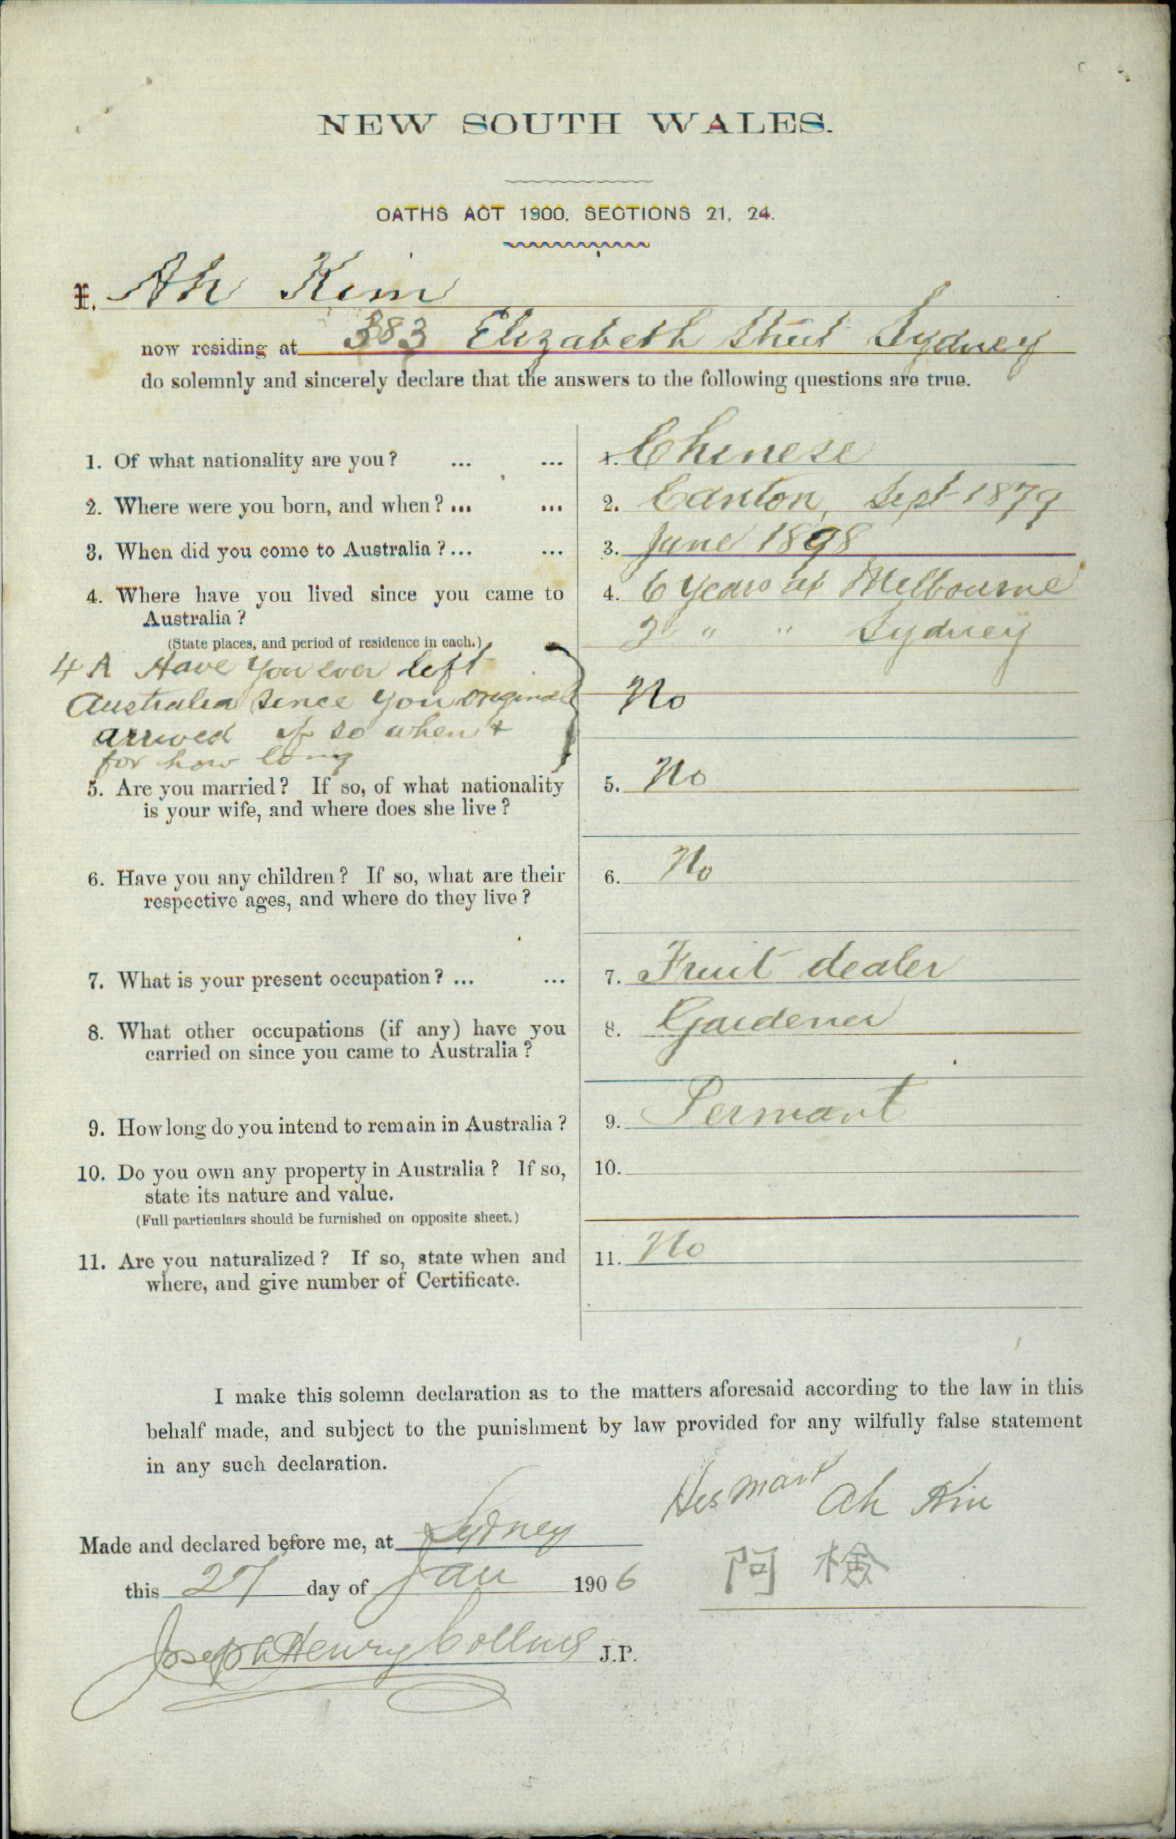 NEW SOUTH WALES.
OATHS ACT 1900, SECTIONS 21, 24.
I, Ah Kim
now residing at 383 Elizabeth Street Sydney
do solemnly and sincerely declare that the answers to the following questions are true.
1. Of what nationality are you? ... ... 1. Chinese
2. Where were you born, and when? ... ... 2. Canton, Sept 1879
3. When did you come to Australia? ... ... 3. June 1898
4. Where have you lived since you came to 4. 6 Years at Melbourne
Australia? 2 " " Sydney
(State places, and period of residence in each.)
4 A Have you ever left
Australia since you original No
arrived if so when &
for how long
5. Are you married? If so, of what nationality 5. No
is your wife, and where does she live?
6. Have you any children? If so, what are their 6. No
respective ages, and where do they live?
7. What is your present occupation? ... ... 7. Fruit dealer
8. What other occupations (if any) have you 8. Gardener
carried on since you came to Australia?
9. How long do you intend to remain in Australia? 9. Permant
10. Do you own any property in Australia? If so, 10.
state its nature and value.
(Full particulars should be furnished on opposite sheet.)
11. Are you naturalized? If so, state when and 11. No
where, and give number of Certificate.
I make this solemn declaration as to the matters aforesaid according to the law in this
behalf made, and subject to the punishment by law provided for any wilfully false statement
in any such declaration.
His mark Ah Kim
Made and declared before me, at Sydney
this 27 day of Jan 1906 阿 檢
Joseph Henry Collins J.P.